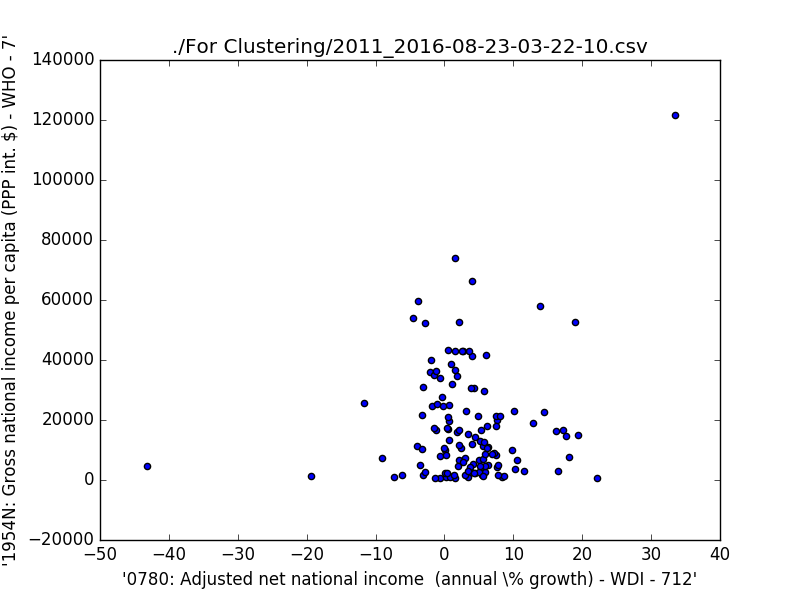 ./For Clustering/2011_2016-08-23-03-22-10.csv
'1954N: Gross national income per capita (PPP int. $) - WHO - 7'
140000
120000
100000
80000
60000
40000
20000
0
−20000
−50 −40 −30 −20 −10 0 10 20 30 40
'0780: Adjusted net national income  (annual \% growth) - WDI - 712'